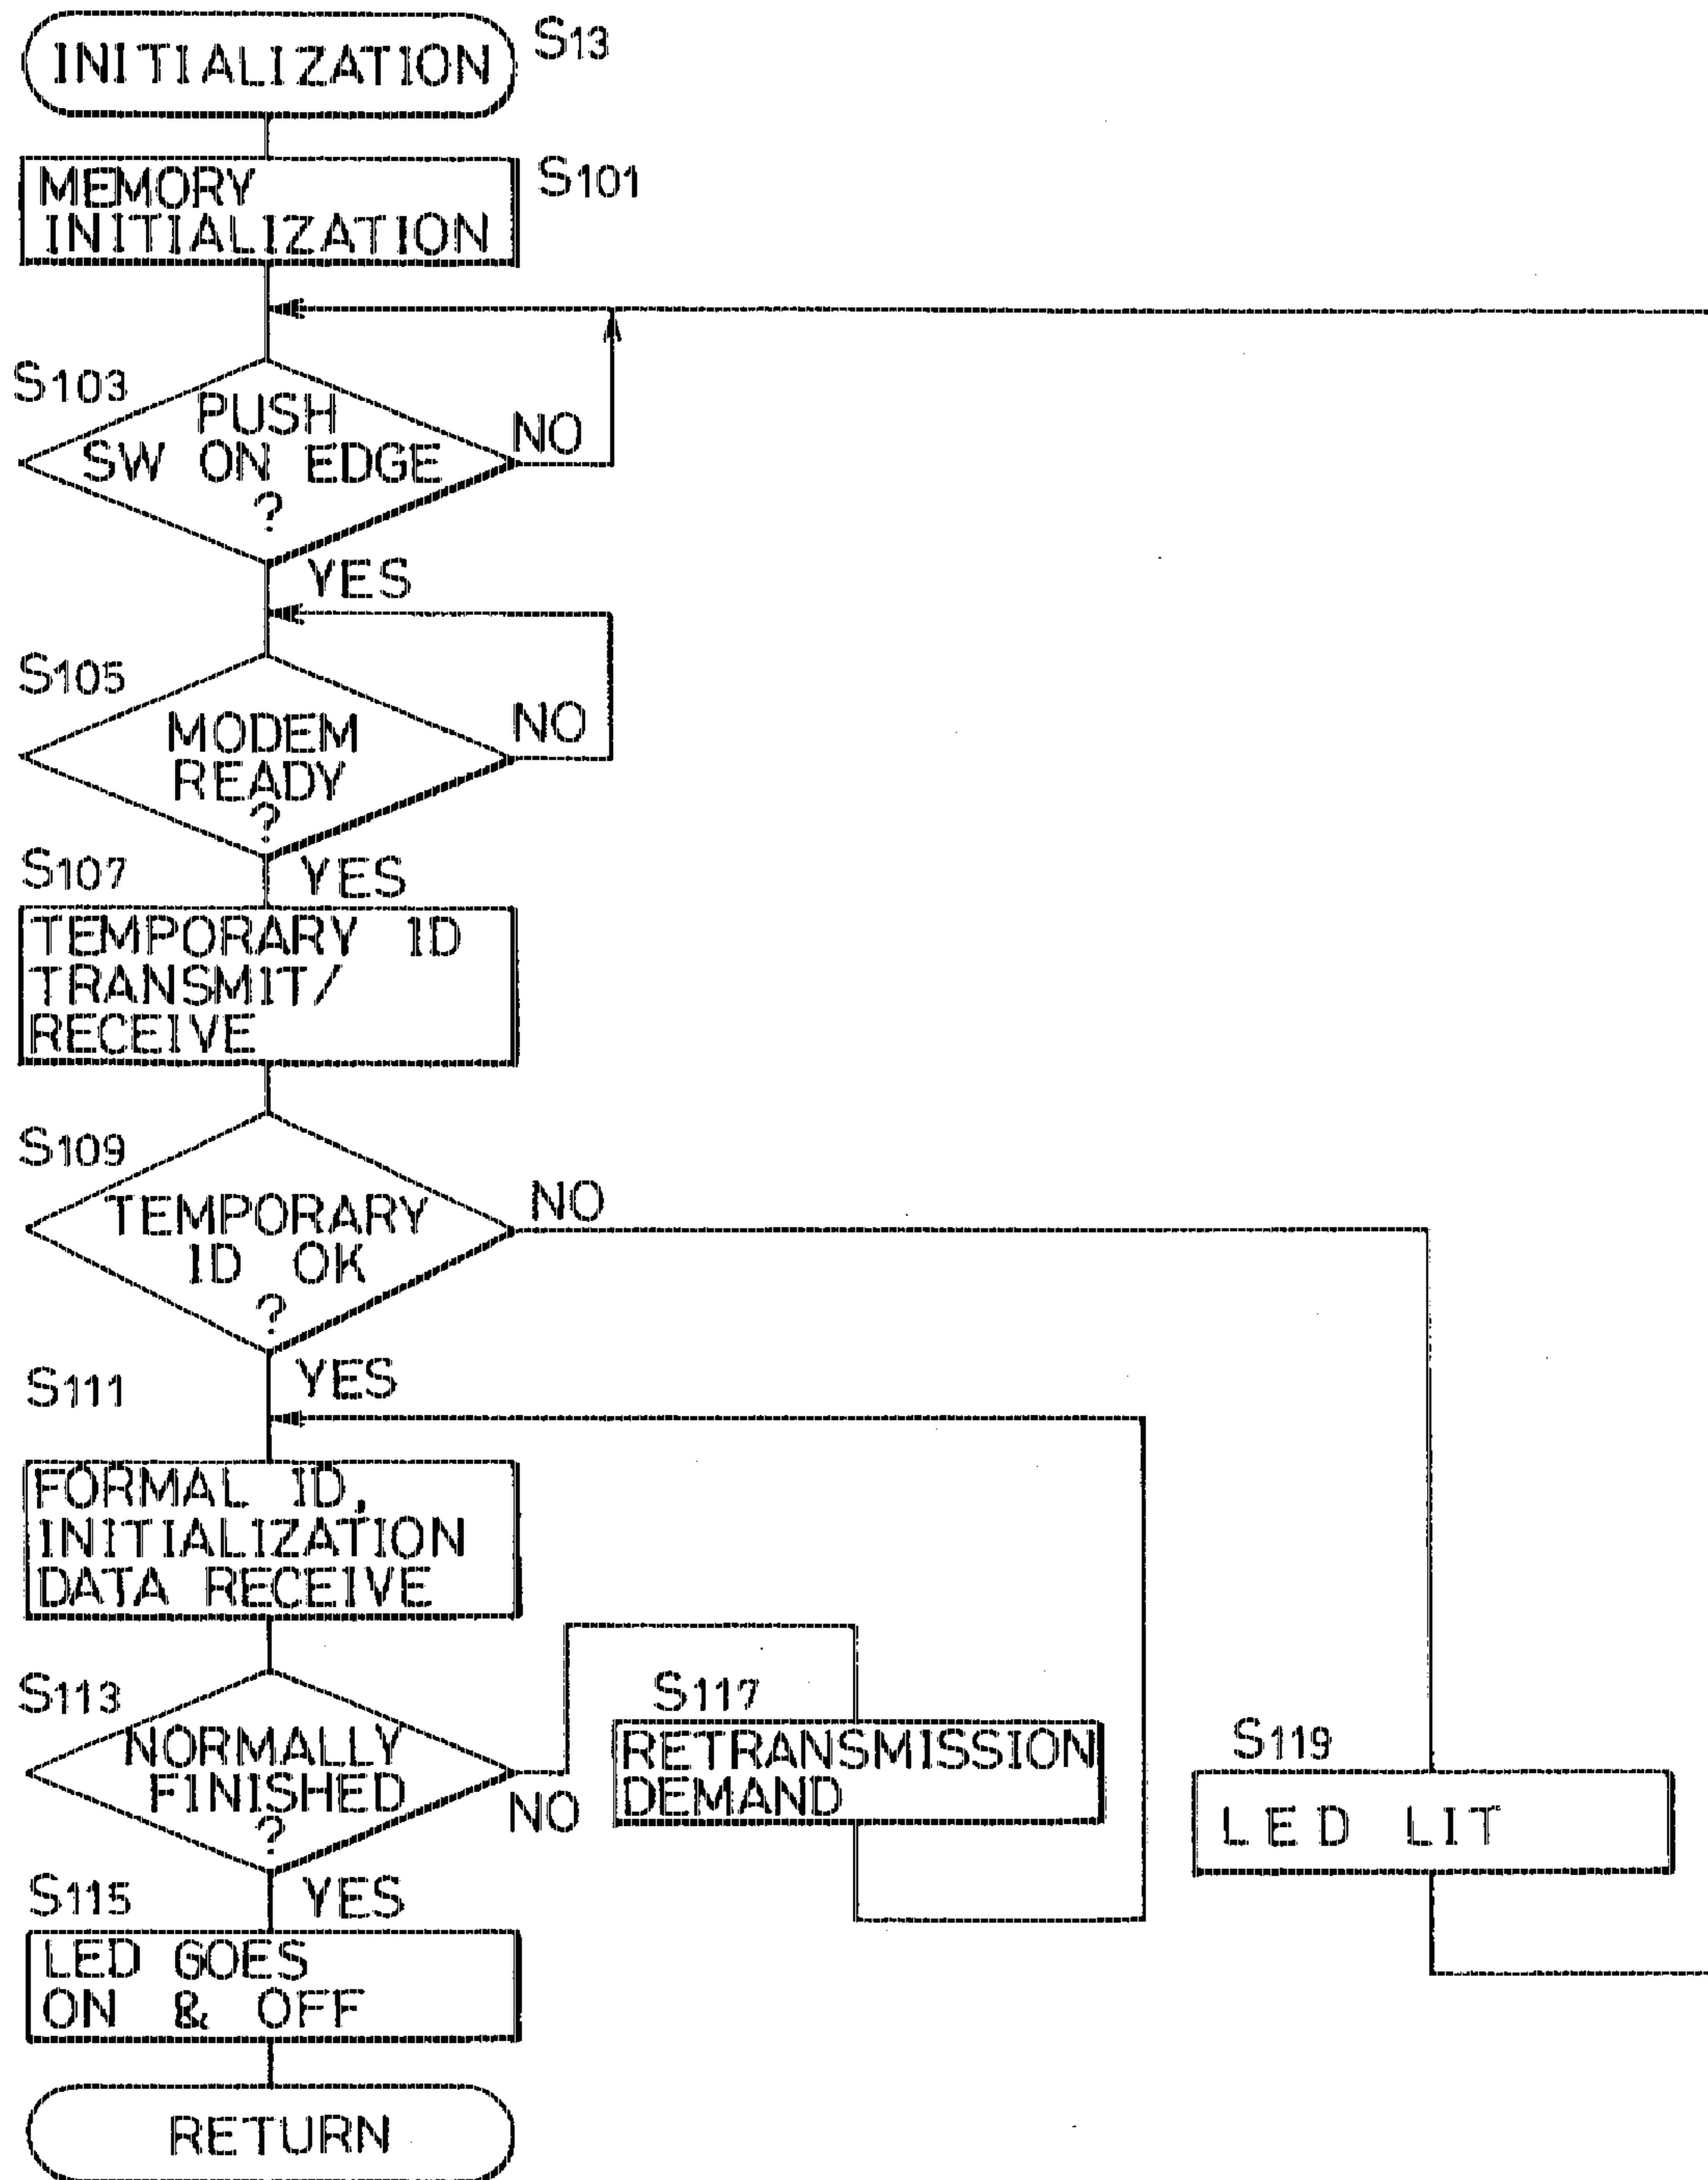 INITIALIZATION S13
MEMORY S101
INITIALIZATION
S103
PUSH
SW ON EDGE NO
?
YES
S105
MODEM NO
READY
?
S107 YES
TEMPORARY ID
TRANSMIT/
RECEIVE
S109
TEMPORARY NO
ID OK
?
S111 YES
FORMAL ID,
INITIALIZATION
DATA RECEIVE
S113
NORMALLY
FINISHED NO
?
S117
RETRANSMISSION
DEMAND
S119
LED LIT
S115 YES
LED GOES
ON & OFF
RETURN